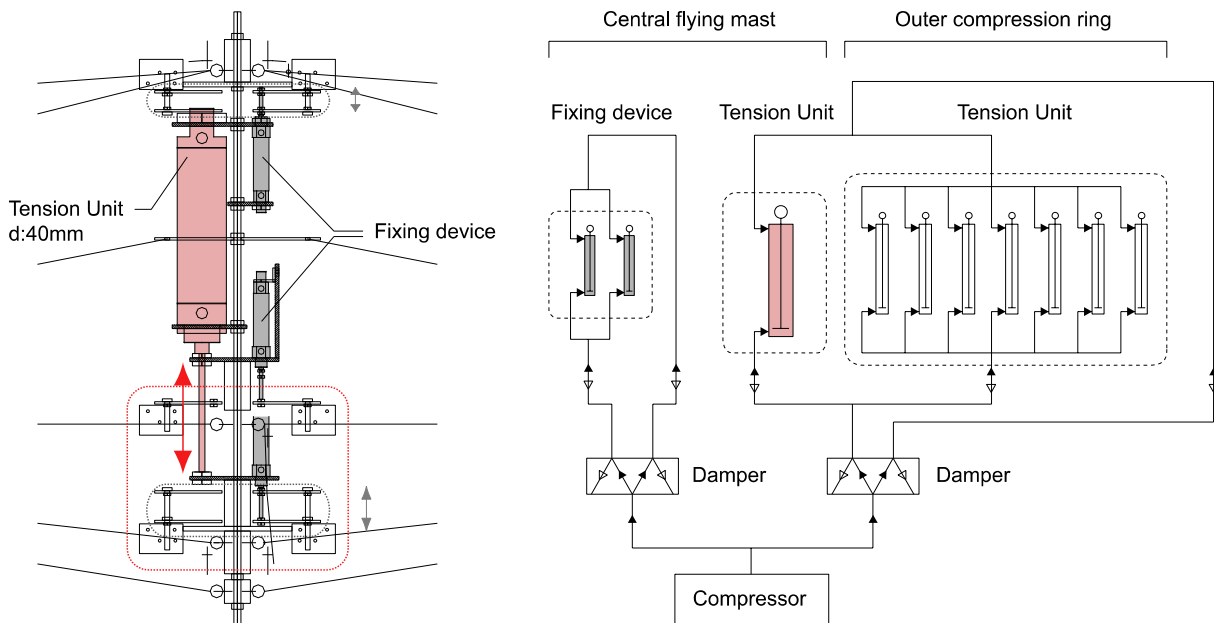 Tension Unit
d:40mm
Fixing device
Central flying mast
Outer compression ring
Fixing device
Tension Unit
Tension Unit
Damper
Damper
Compressor